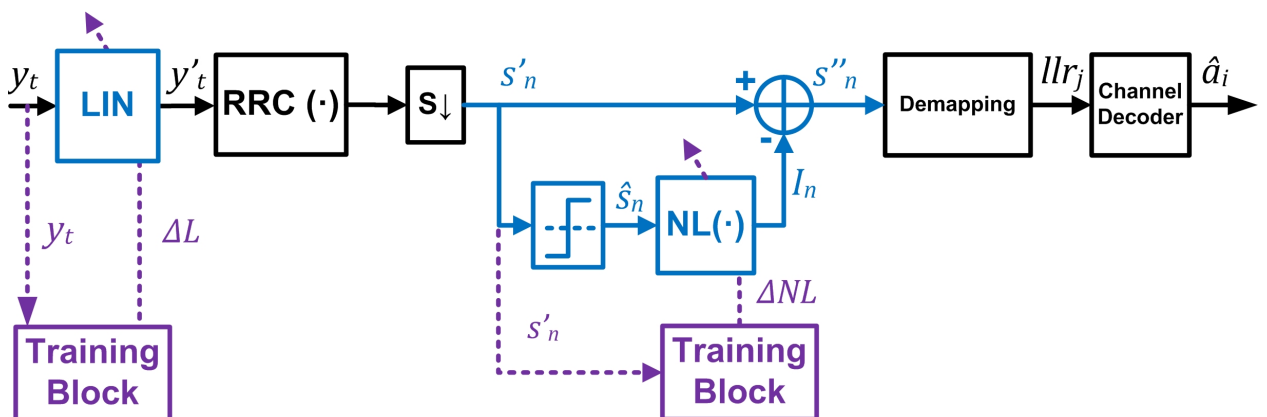 y_t
LIN
y'_t
RRC (·)
S↓
s'_n
+
-
s''_n
Demapping
llr_j
Channel
Decoder
â_i
ŝ_n
NL(·)
I_n
y_t
ΔL
s'_n
ΔNL
Training
Block
Training
Block